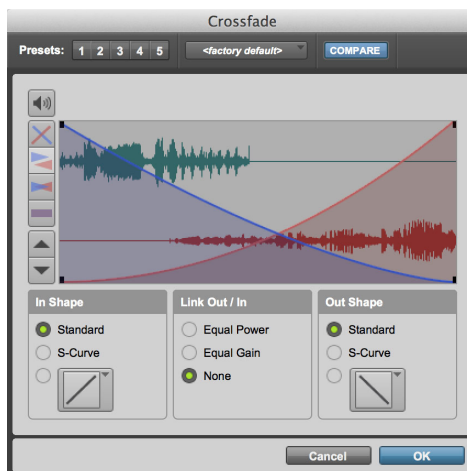 Crossfade
Presets: 1 2 3 4 5 <factory default> COMPARE
In Shape
Standard
S-Curve
Link Out / In
Equal Power
Equal Gain
None
Out Shape
Standard
S-Curve
Cancel OK